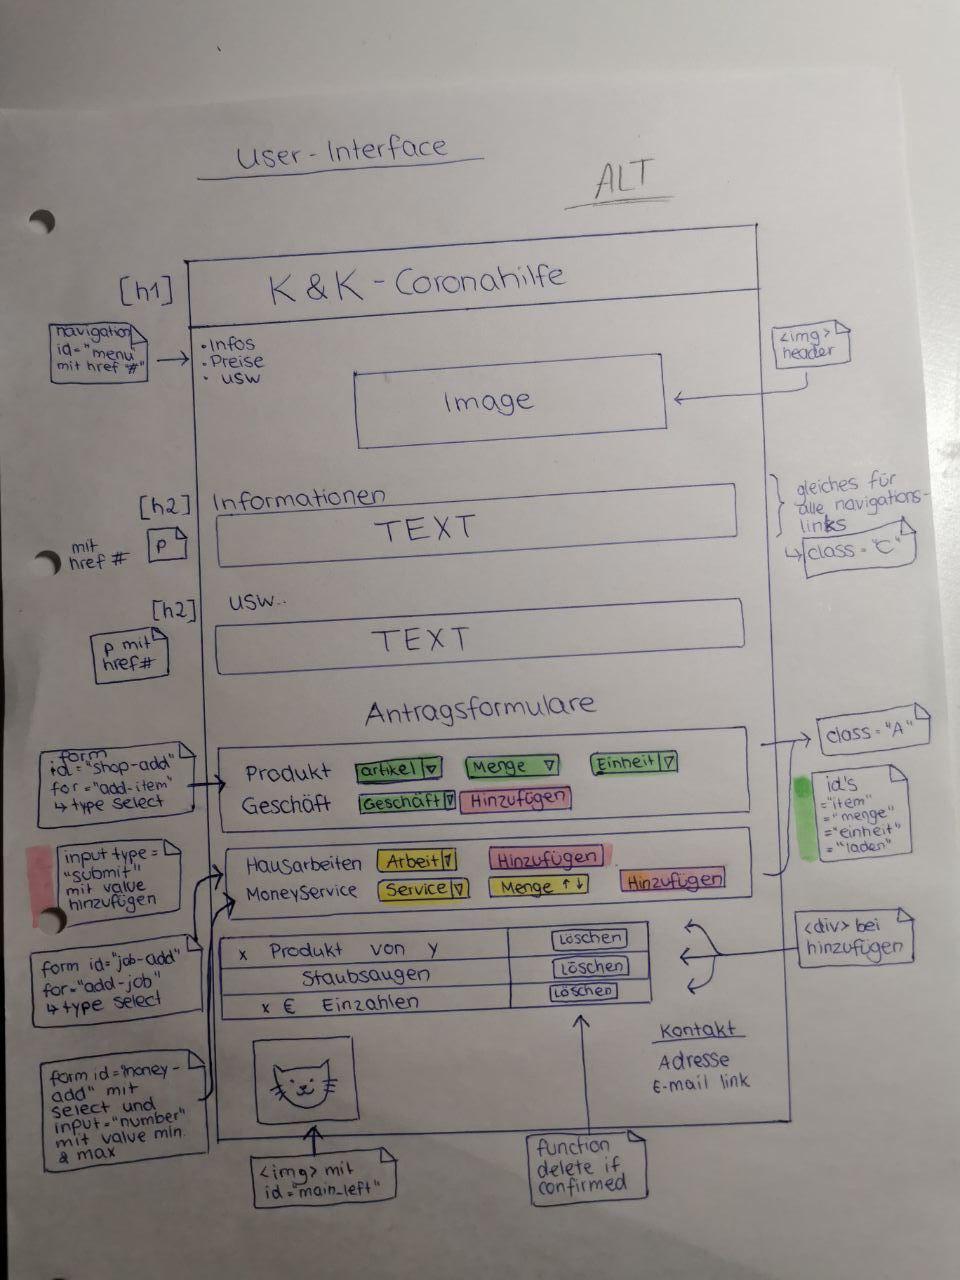 User-Interface
ALT
[h1]
K & K - Coronahilfe
navigation
id="menu"
mit href "#"
• Infos
• Preise
• usw
Image
<img>
header
[h2]
Informationen
mit
href #
p
TEXT
gleiches für
alle navigations-
links
↳ class = "C"
[h2]
usw..
p mit
href#
TEXT
Antragsformulare
form
id="shop-add"
for="add-item"
↳ type select
Produkt artikel ▽ Menge ▽ Einheit ▽
Geschäft Geschäft ▽ Hinzufügen
class="A"
id's
="item"
="menge"
="einheit"
="laden"
input type =
"submit"
mit value
hinzufügen
Hausarbeiten Arbeit ▽ Hinzufügen
MoneyService Service ▽ Menge ↑↓ Hinzufügen
form id="job-add"
for="add-job"
↳ type select
x Produkt von y Löschen
Staubsaugen Löschen
x € Einzahlen Löschen
<div> bei
hinzufügen
form id="money-
add" mit
select und
input="number"
mit value min.
& max
Kontakt
Adresse
E-mail link
<img> mit
id="main_left"
function
delete if
confirmed